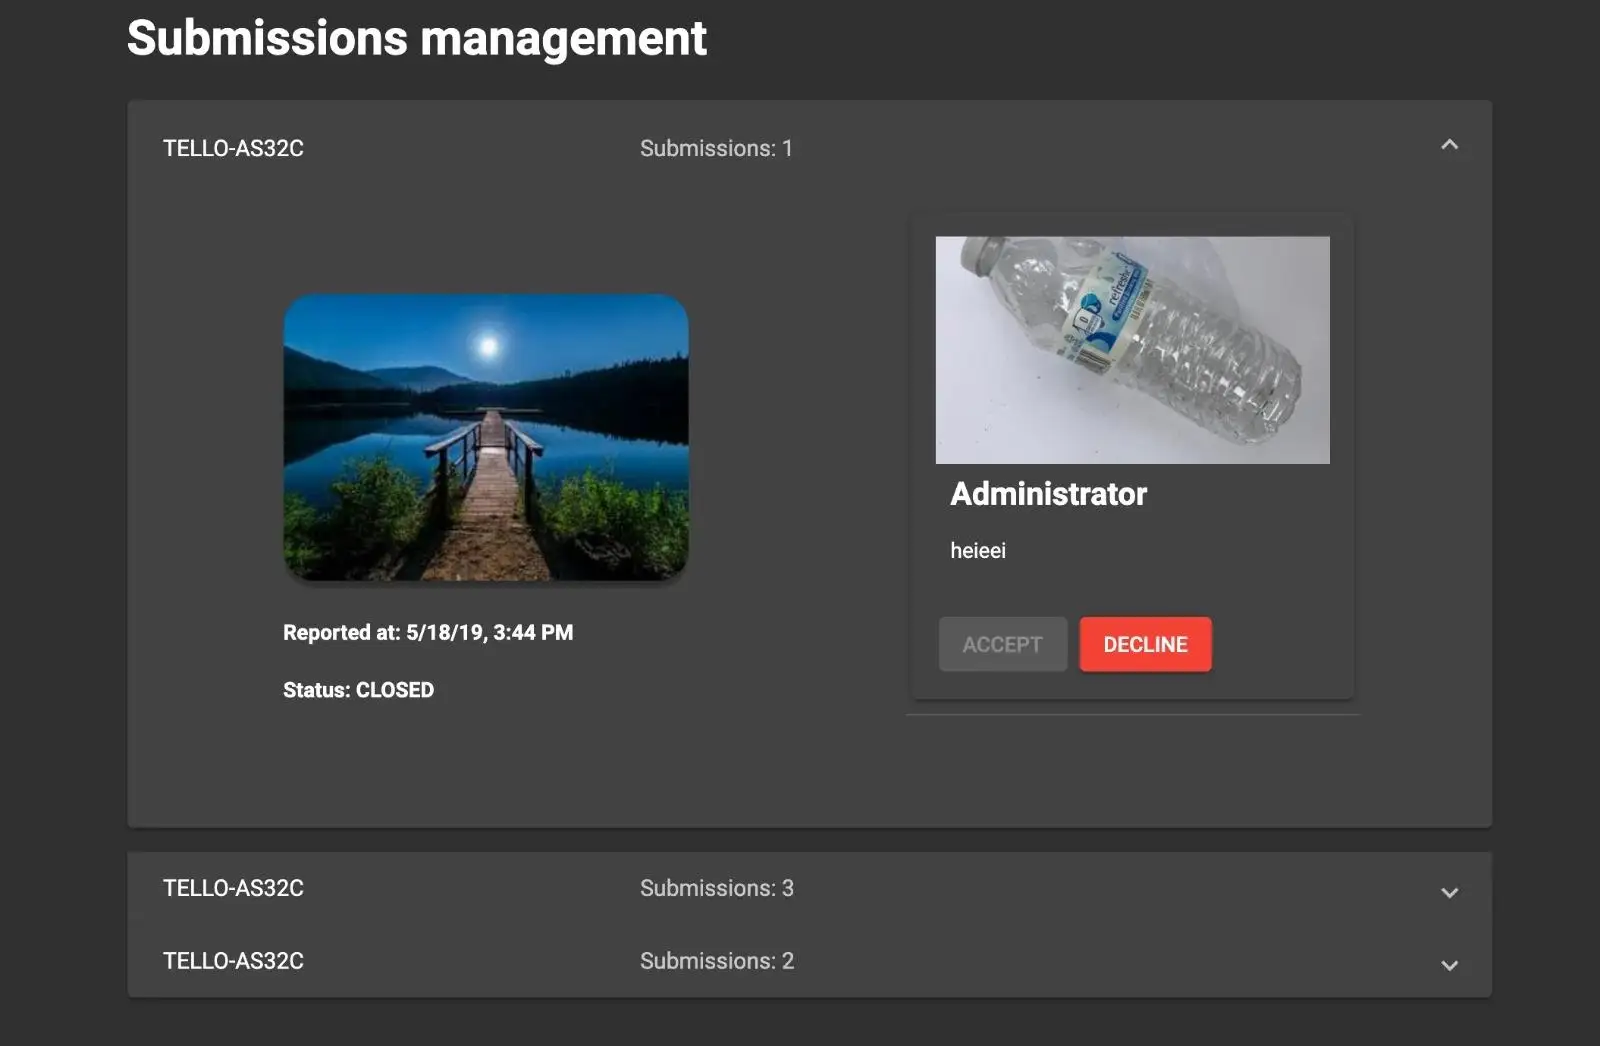 Submissions management
TELLO-AS32C
Submissions: 1
refreshe
Administrator
heieei
ACCEPT
DECLINE
Reported at: 5/18/19, 3:44 PM
Status: CLOSED
TELLO-AS32C
Submissions: 3
TELLO-AS32C
Submissions: 2